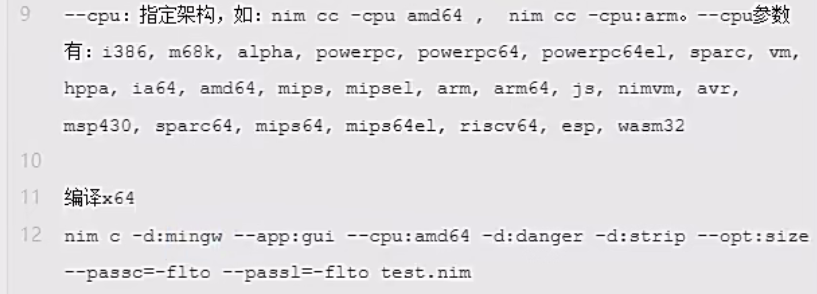 9 --cpu：指定架构，如：nim cc -cpu amd64 , nim cc -cpu:arm。--cpu参数
有：i386, m68k, alpha, powerpc, powerpc64, powerpc64el, sparc, vm,
hppa, ia64, amd64, mips, mipsel, arm, arm64, js, nimvm, avr,
msp430, sparc64, mips64, mips64el, riscv64, esp, wasm32
10
11 编译x64
12 nim c -d:mingw --app:gui --cpu:amd64 -d:danger -d:strip --opt:size
--passc=-flto --passl=-flto test.nim